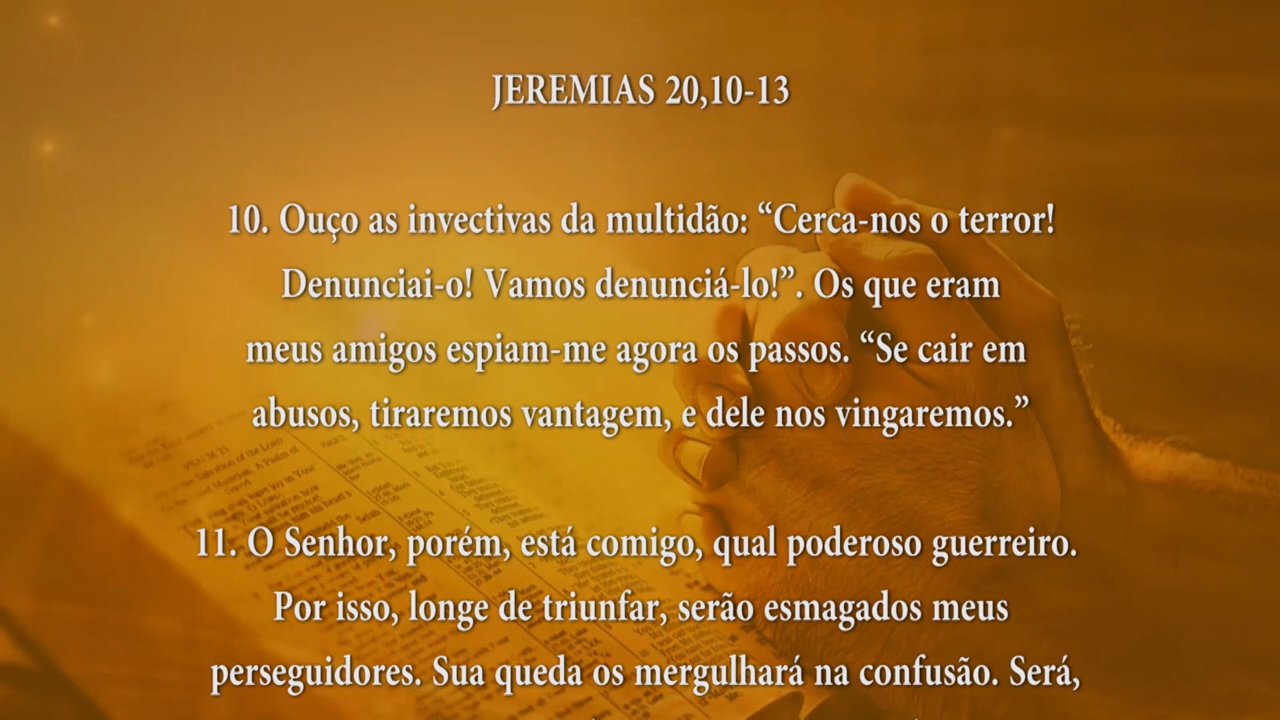 JEREMIAS 20,10-13
10. Ouço as invectivas da multidão: “Cerca-nos o terror!
Denunciai-o! Vamos denunciá-lo!”. Os que eram
meus amigos espiam-me agora os passos. “Se cair em
abusos, tiraremos vantagem, e dele nos vingaremos.”
11. O Senhor, porém, está comigo, qual poderoso guerreiro.
Por isso, longe de triunfar, serão esmagados meus
perseguidores. Sua queda os mergulhará na confusão. Será,